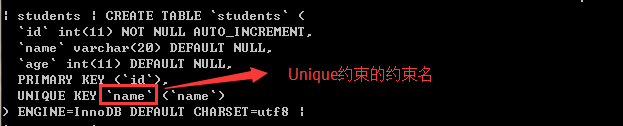 | students | CREATE TABLE `students` (
`id` int(11) NOT NULL AUTO_INCREMENT,
`name` varchar(20) DEFAULT NULL,
`age` int(11) DEFAULT NULL,
PRIMARY KEY (`id`),
UNIQUE KEY `name` (`name`)
) ENGINE=InnoDB DEFAULT CHARSET=utf8 |
Unique约束的约束名